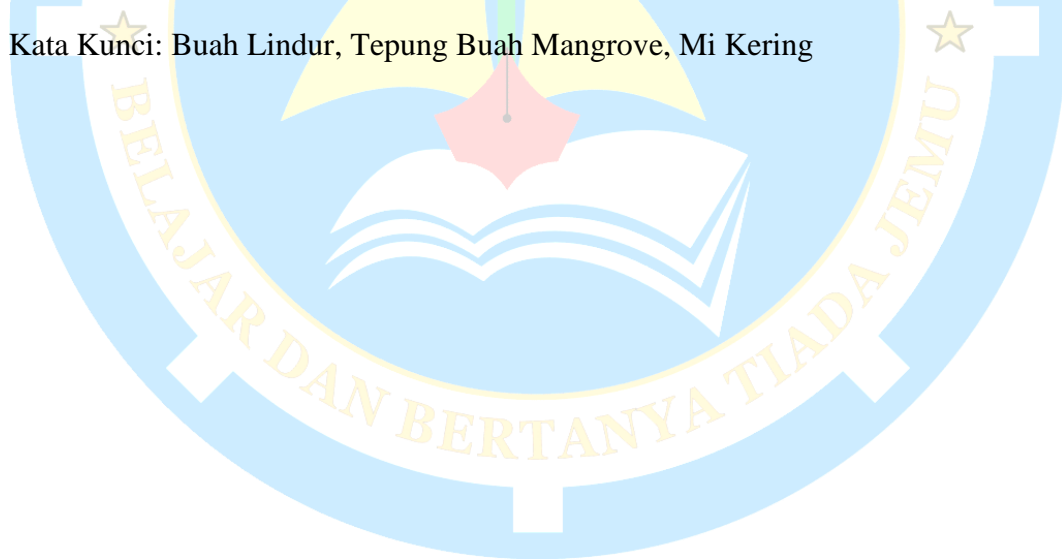 Kata Kunci: Buah Lindur, Tepung Buah Mangrove, Mi Kering
BELAJAR DAN BERTANYA TIADA JEMU